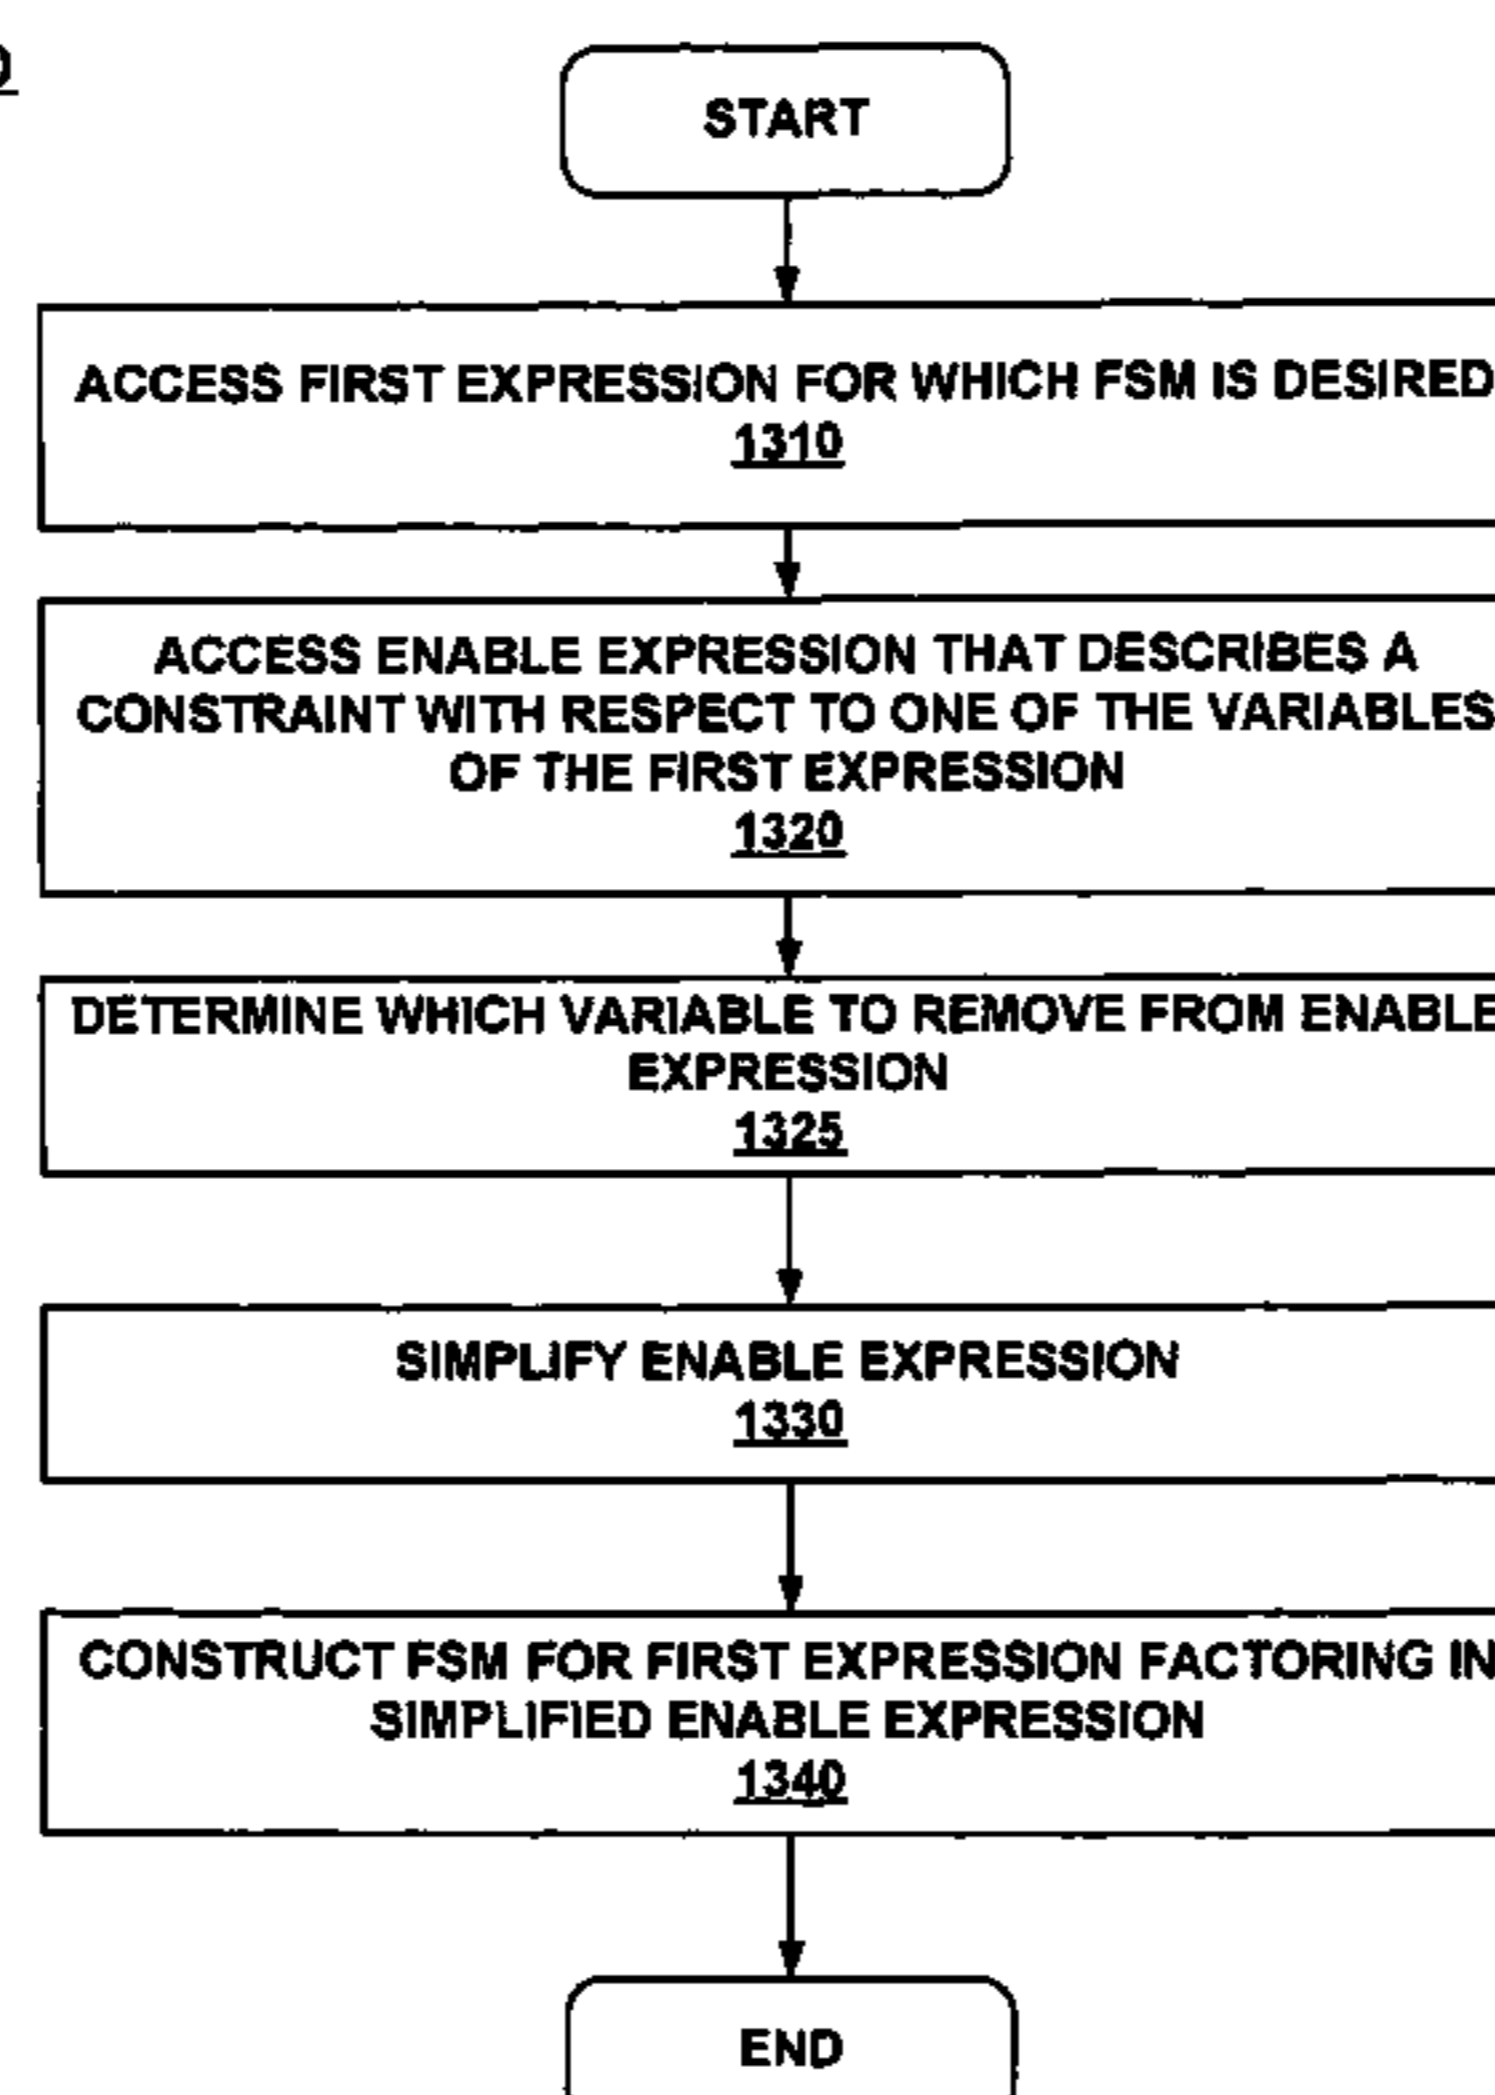 START
ACCESS FIRST EXPRESSION FOR WHICH FSM IS DESIRED
1310
ACCESS ENABLE EXPRESSION THAT DESCRIBES A
CONSTRAINT WITH RESPECT TO ONE OF THE VARIABLES
OF THE FIRST EXPRESSION
1320
DETERMINE WHICH VARIABLE TO REMOVE FROM ENABLE
EXPRESSION
1325
SIMPLIFY ENABLE EXPRESSION
1330
CONSTRUCT FSM FOR FIRST EXPRESSION FACTORING IN
SIMPLIFIED ENABLE EXPRESSION
1340
END